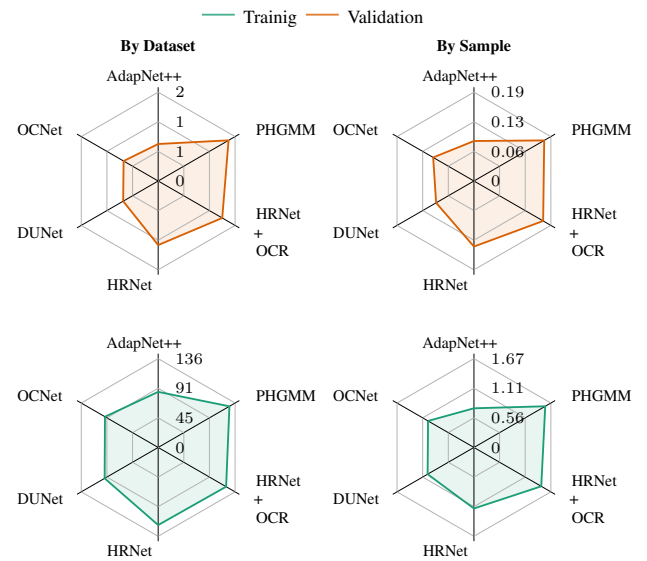 Trainig Validation
By Dataset
By Sample
AdapNet++
2
1
1
0
OCNet
PHGMM
DUNet
HRNet
+
OCR
HRNet
AdapNet++
0.19
0.13
0.06
0
OCNet
PHGMM
DUNet
HRNet
+
OCR
HRNet
AdapNet++
136
91
45
0
OCNet
PHGMM
DUNet
HRNet
+
OCR
HRNet
AdapNet++
1.67
1.11
0.56
0
OCNet
PHGMM
DUNet
HRNet
+
OCR
HRNet